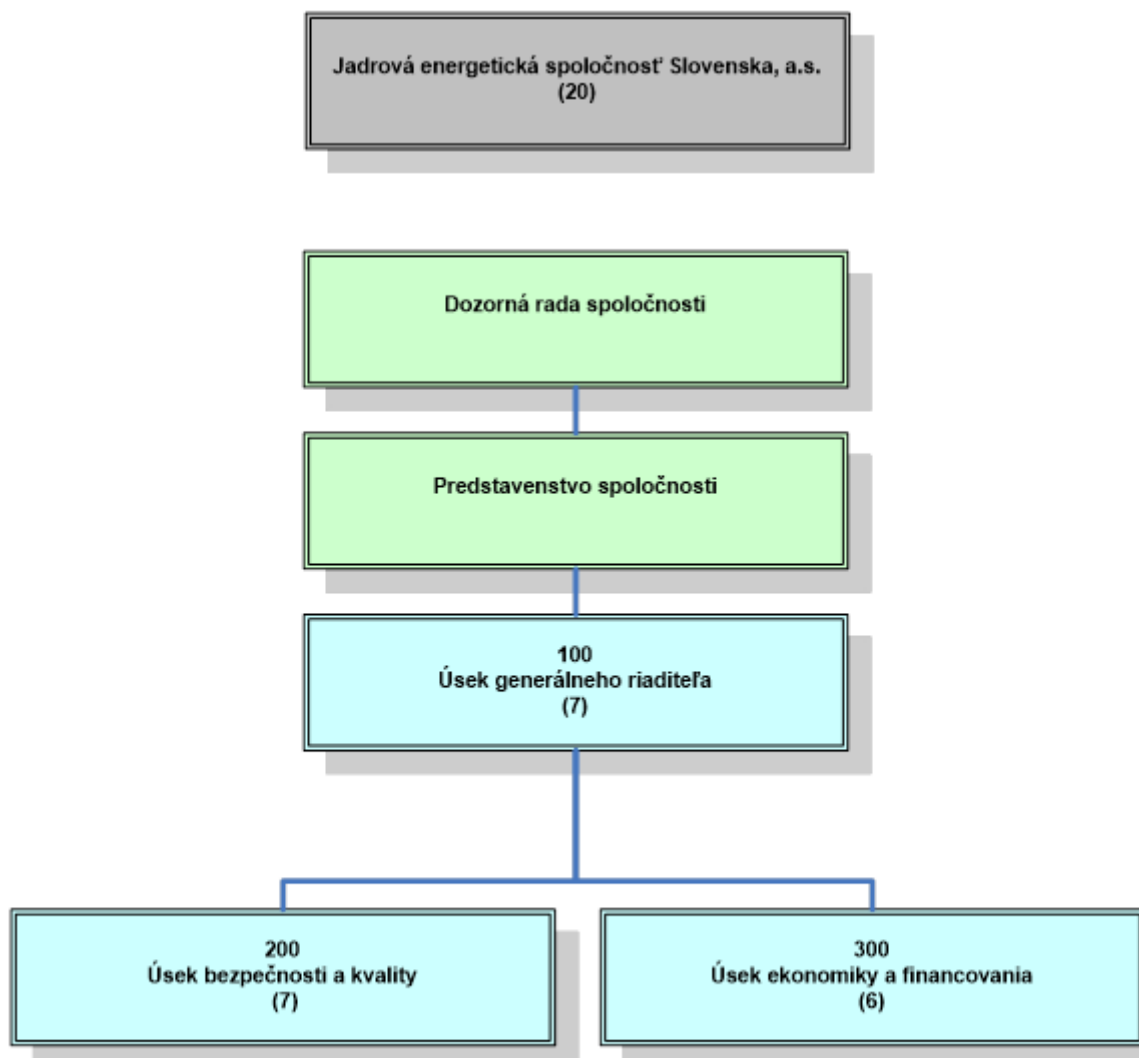 Jadrová energetická spoločnosť Slovenska, a.s.
(20)
Dozorná rada spoločnosti
Predstavenstvo spoločnosti
100
Úsek generálneho riaditeľa
(7)
200
Úsek bezpečnosti a kvality
(7)
300
Úsek ekonomiky a financovania
(6)